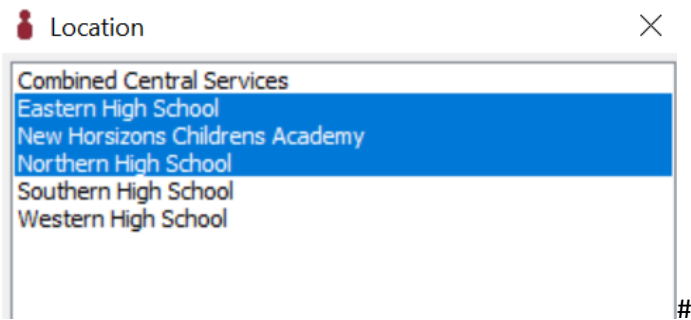 Location
Combined Central Services
Eastern High School
New Horsizons Childrens Academy
Northern High School
Southern High School
Western High School
#